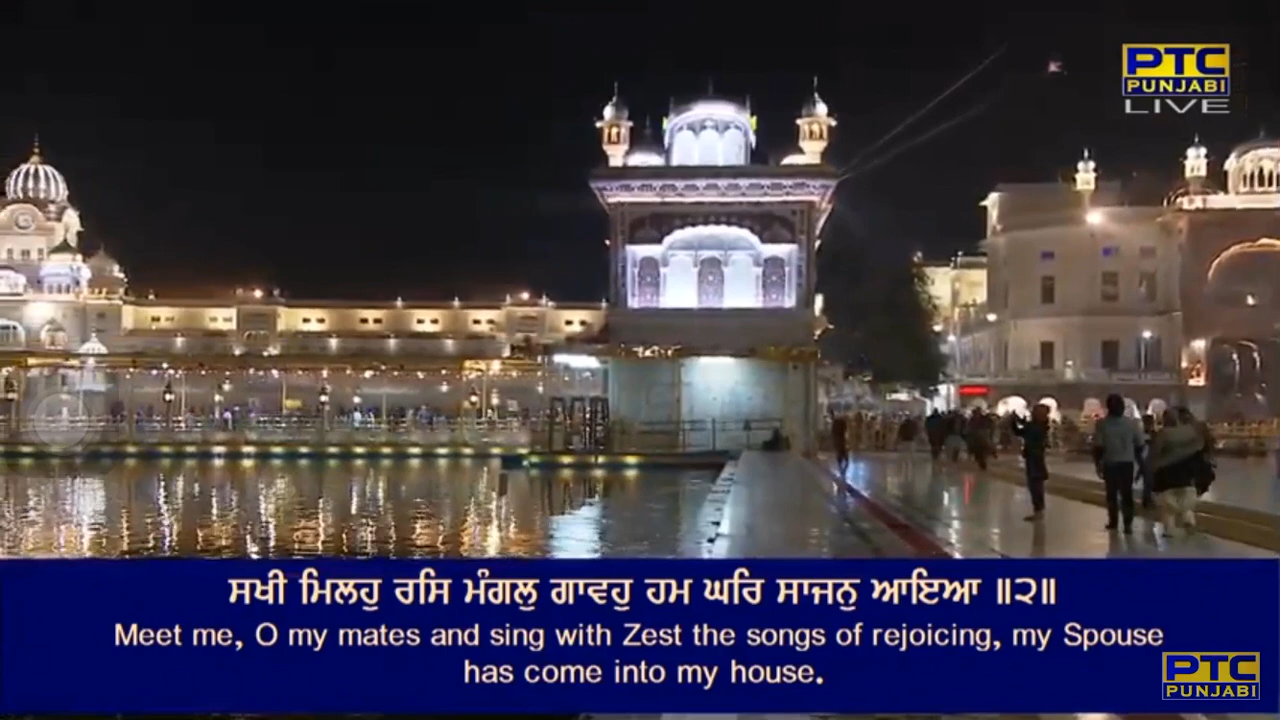 PTC
PUNJABI
LIVE
ਸਖੀ ਮਿਲਹੁ ਰਸਿ ਮੰਗਲੁ ਗਾਵਹੁ ਹਮ ਘਰਿ ਸਾਜਨੁ ਆਇਆ ॥੨॥
Meet me, O my mates and sing with Zest the songs of rejoicing, my Spouse
has come into my house.
PTC
PUNJABI